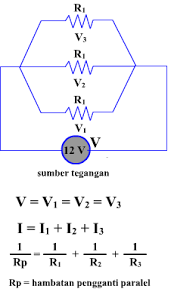 R₁
V₃
R₁
V₂
R₁
V₁
12 V
V
sumber tegangan
V = V₁ = V₂ = V₃
I = I₁ + I₂ + I₃
1/Rp = 1/R₁ + 1/R₂ + 1/R₃
Rp = hambatan pengganti paralel